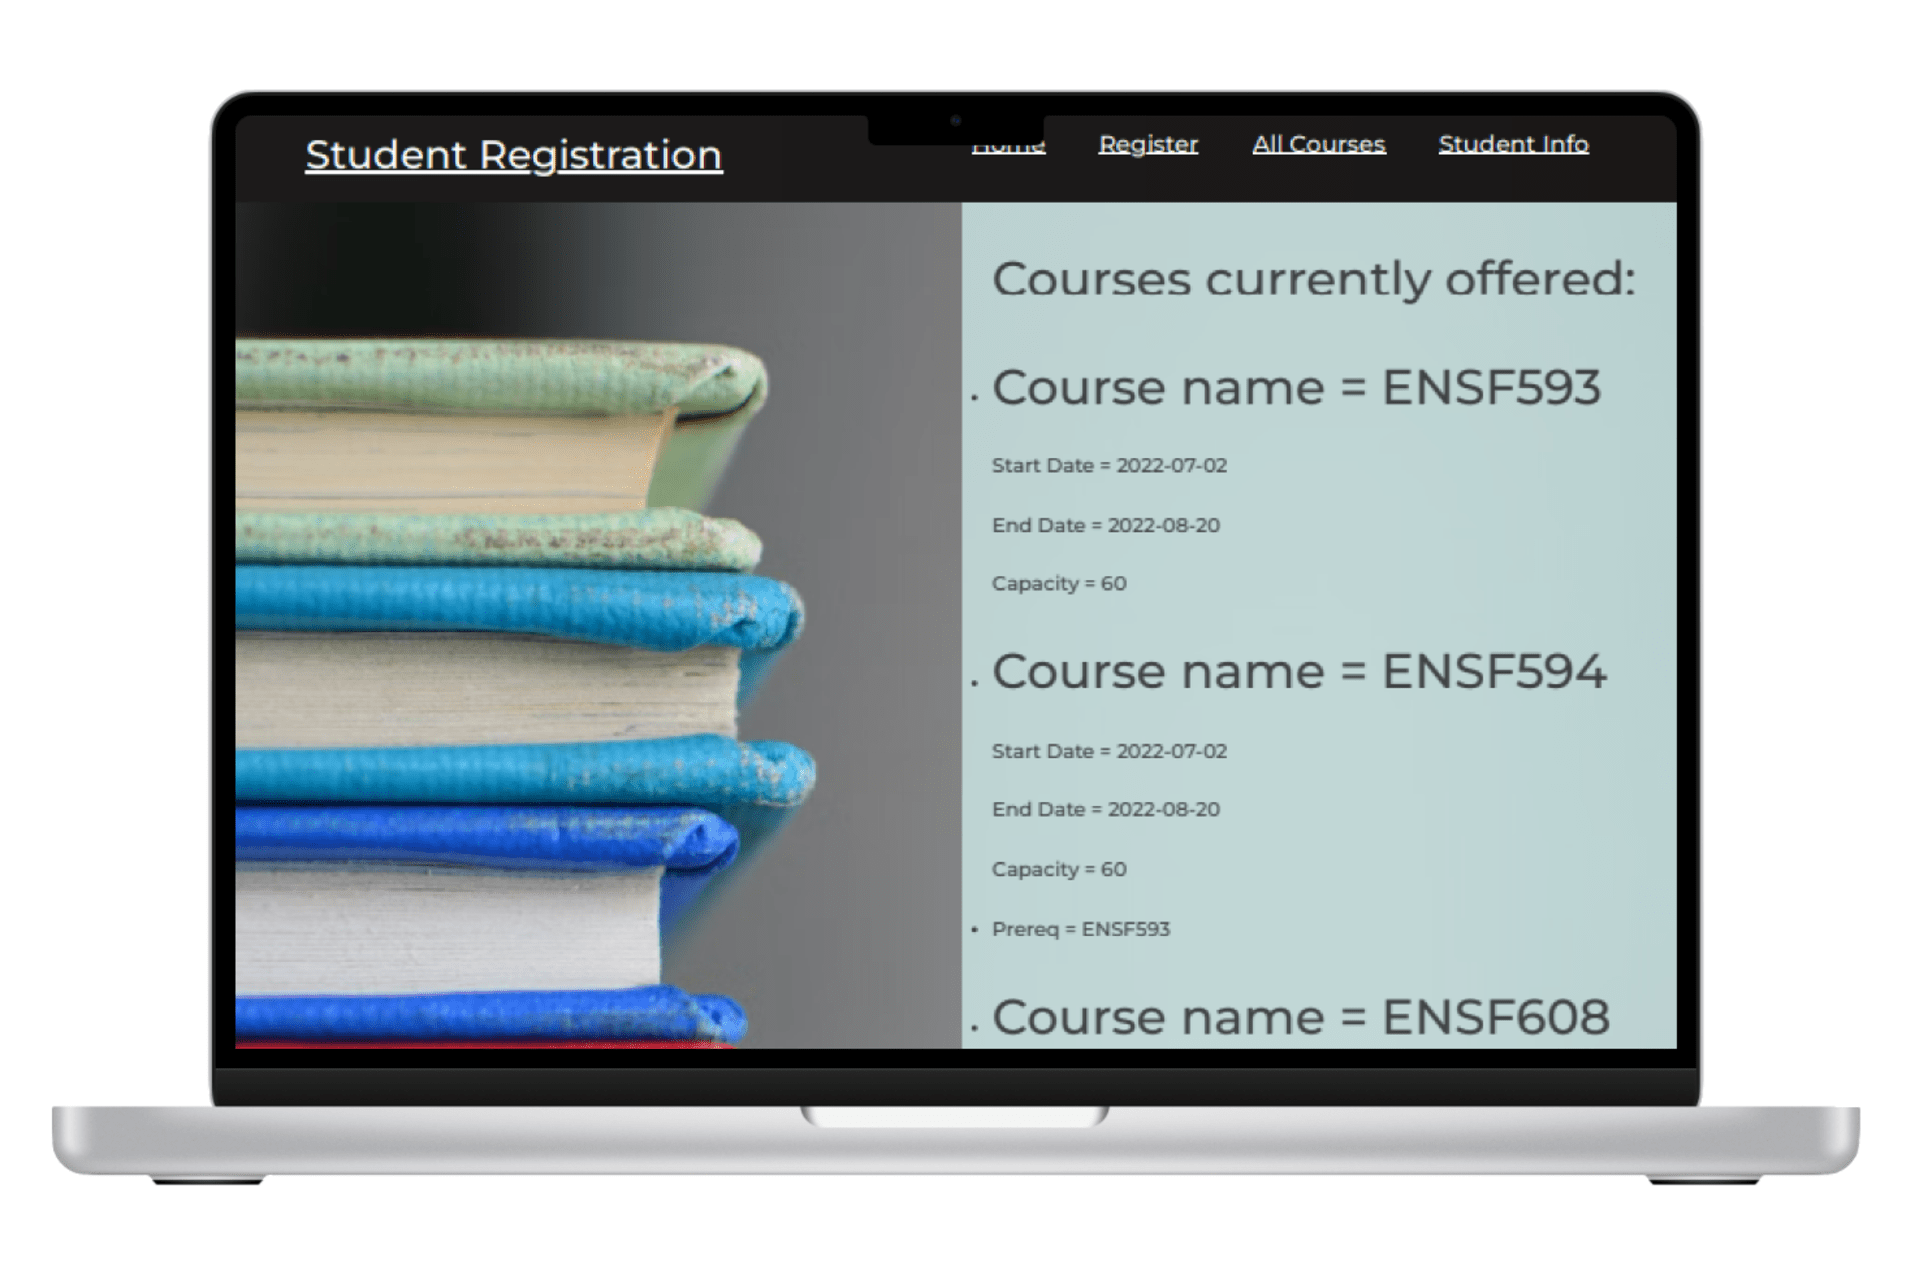 Student Registration
Home
Register
All Courses
Student Info
Courses currently offered:
. Course name = ENSF593
Start Date = 2022-07-02
End Date = 2022-08-20
Capacity = 60
. Course name = ENSF594
Start Date = 2022-07-02
End Date = 2022-08-20
Capacity = 60
• Prereq = ENSF593
. Course name = ENSF608